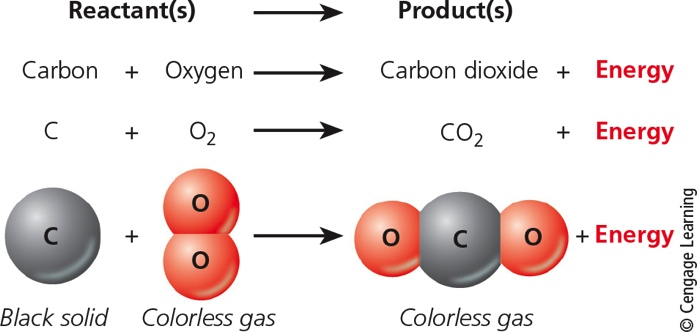 Reactant(s) → Product(s)
Carbon + Oxygen → Carbon dioxide + Energy
C + O₂ → CO₂ + Energy
C + O O → O C O + Energy
Black solid Colorless gas Colorless gas
© Cengage Learning